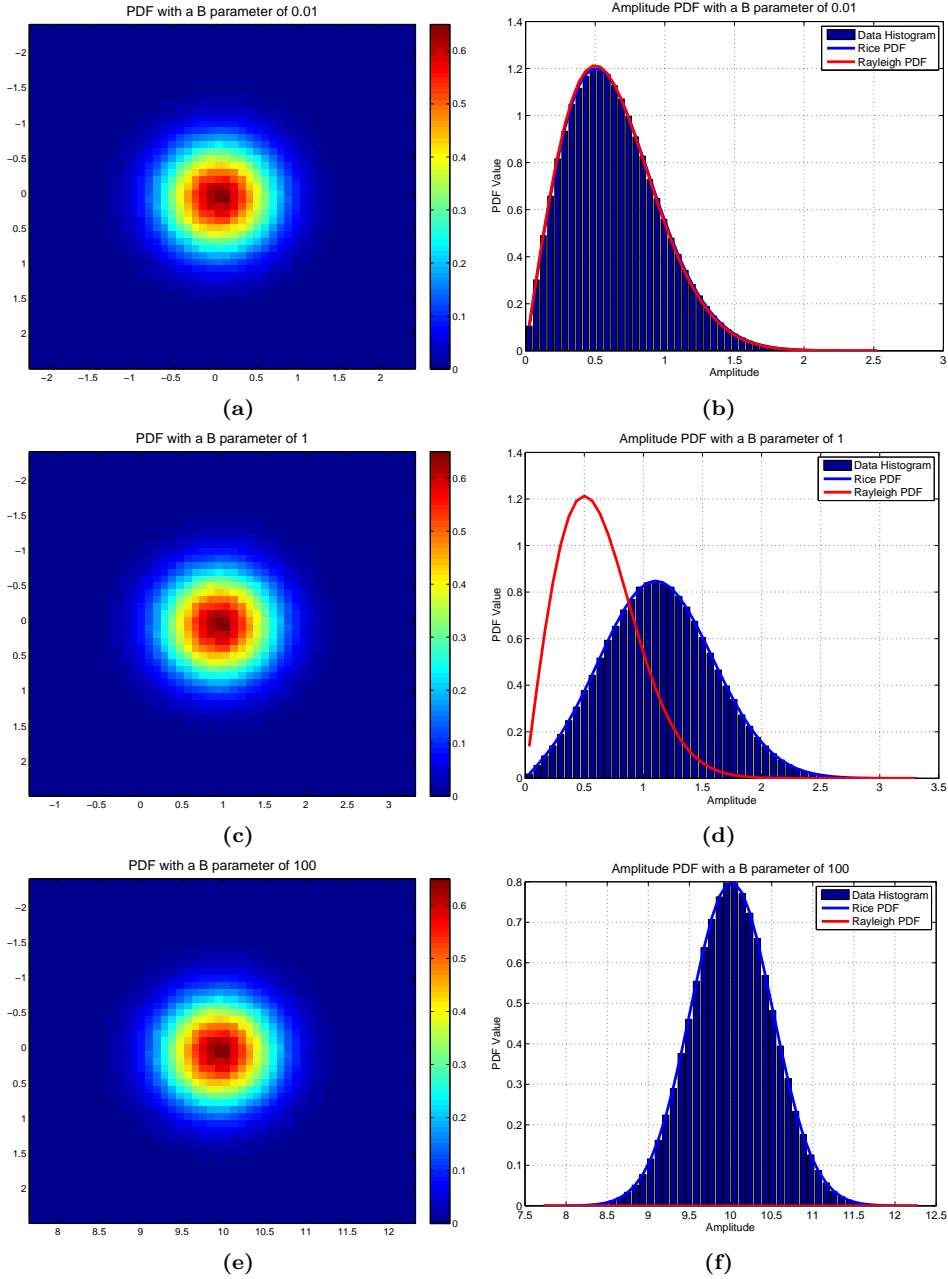 PDF with a B parameter of 0.01
−2
−1.5
−1
−0.5
0
0.5
1
1.5
2
−2 −1.5 −1 −0.5 0 0.5 1 1.5 2
0.6
0.5
0.4
0.3
0.2
0.1
0
(a)
Amplitude PDF with a B parameter of 0.01
Data Histogram
Rice PDF
Rayleigh PDF
PDF Value
1.4
1.2
1
0.8
0.6
0.4
0.2
0
0 0.5 1 1.5 2 2.5 3
Amplitude
(b)
PDF with a B parameter of 1
−2
−1.5
−1
−0.5
0
0.5
1
1.5
2
−1 −0.5 0 0.5 1 1.5 2 2.5 3
0.6
0.5
0.4
0.3
0.2
0.1
0
(c)
Amplitude PDF with a B parameter of 1
Data Histogram
Rice PDF
Rayleigh PDF
PDF Value
1.4
1.2
1
0.8
0.6
0.4
0.2
0
0 0.5 1 1.5 2 2.5 3 3.5
Amplitude
(d)
PDF with a B parameter of 100
−2
−1.5
−1
−0.5
0
0.5
1
1.5
2
8 8.5 9 9.5 10 10.5 11 11.5 12
0.6
0.5
0.4
0.3
0.2
0.1
0
(e)
Amplitude PDF with a B parameter of 100
Data Histogram
Rice PDF
Rayleigh PDF
PDF Value
0.8
0.7
0.6
0.5
0.4
0.3
0.2
0.1
0
7.5 8 8.5 9 9.5 10 10.5 11 11.5 12 12.5
Amplitude
(f)